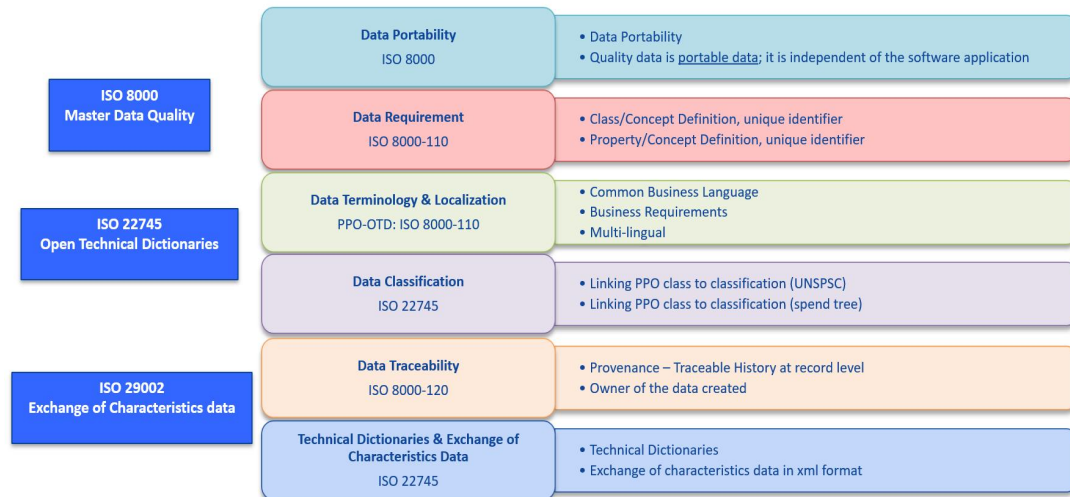 ISO 8000
Master Data Quality
ISO 22745
Open Technical Dictionaries
ISO 29002
Exchange of Characteristics data
Data Portability
ISO 8000
• Data Portability
• Quality data is portable data; it is independent of the software application
Data Requirement
ISO 8000-110
• Class/Concept Definition, unique identifier
• Property/Concept Definition, unique identifier
Data Terminology & Localization
PPO-OTD: ISO 8000-110
• Common Business Language
• Business Requirements
• Multi-lingual
Data Classification
ISO 22745
• Linking PPO class to classification (UNSPSC)
• Linking PPO class to classification (spend tree)
Data Traceability
ISO 8000-120
• Provenance – Traceable History at record level
• Owner of the data created
Technical Dictionaries & Exchange of
Characteristics Data
ISO 22745
• Technical Dictionaries
• Exchange of characteristics data in xml format